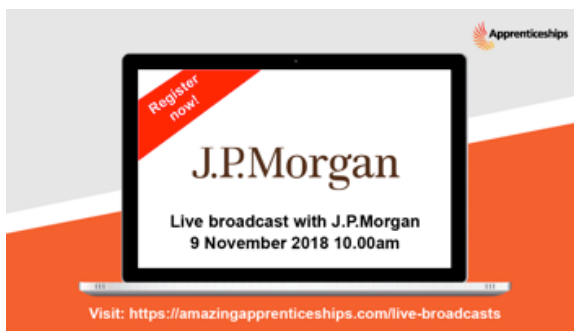 Apprenticeships
Register
now!
J.P.Morgan
Live broadcast with J.P.Morgan
9 November 2018 10.00am
Visit: https://amazingapprenticeships.com/live-broadcasts